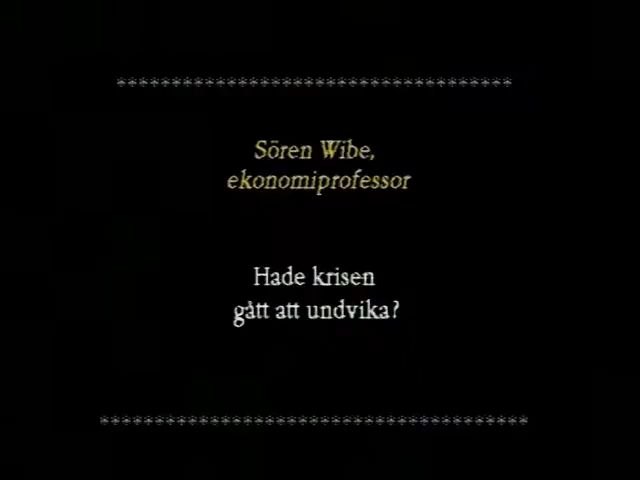 ************************************
Sören Wibe,
ekonomiprofessor
Hade krisen
gått att undvika?
***************************************